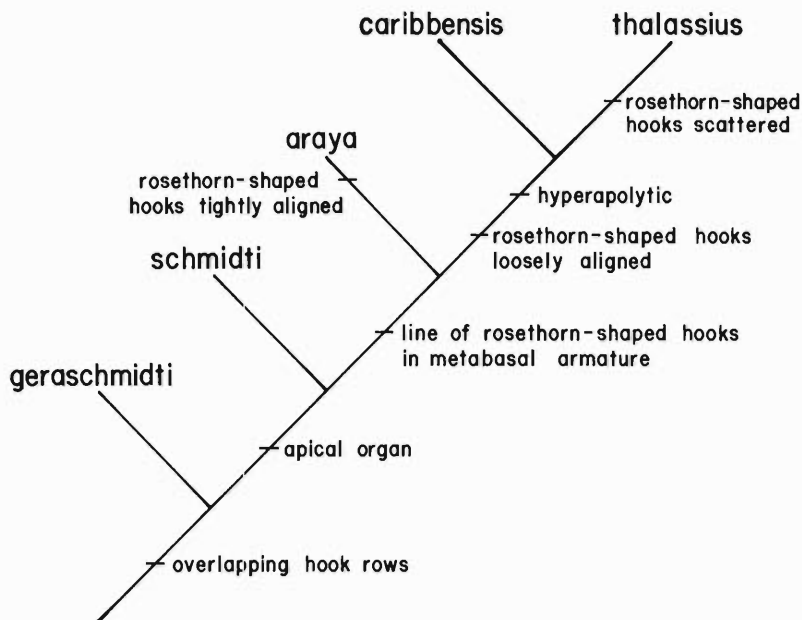 caribbensis
thalassius
rosethorn-shaped
hooks scattered
araya
rosethorn-shaped
hooks tightly aligned
hyperapolytic
rosethorn-shaped hooks
loosely aligned
schmidti
line of rosethorn-shaped hooks
in metabasal armature
geraschmidti
apical organ
overlapping hook rows